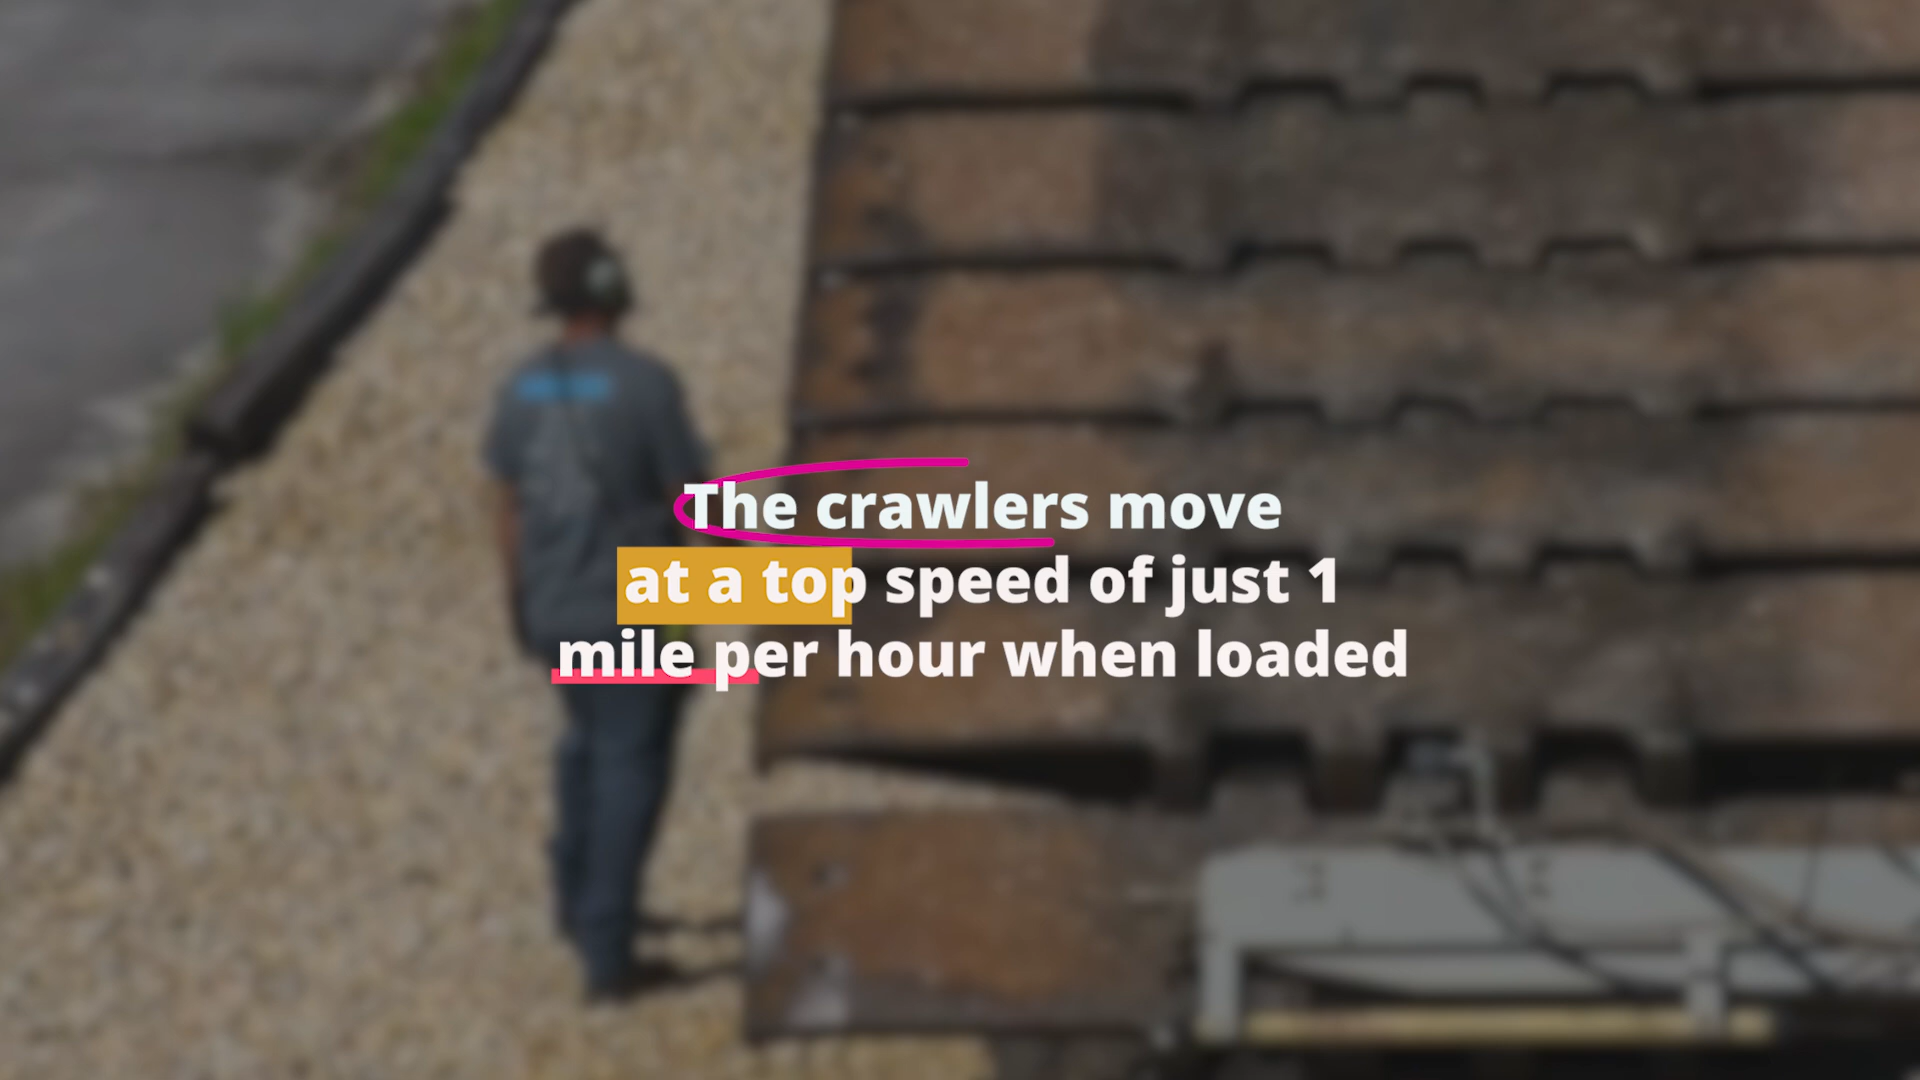 The crawlers move
at a top speed of just 1
mile per hour when loaded